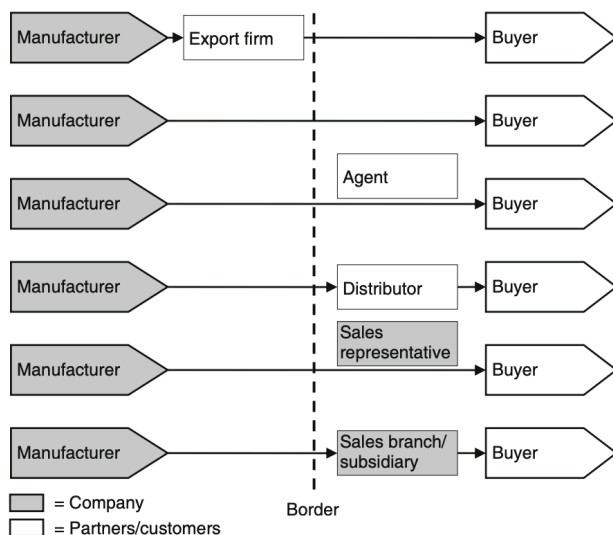 Manufacturer Export firm Buyer
Manufacturer Buyer
Agent
Manufacturer Buyer
Manufacturer Distributor Buyer
Sales
representative
Manufacturer Buyer
Manufacturer Sales branch/
subsidiary Buyer
= Company
Border
= Partners/customers